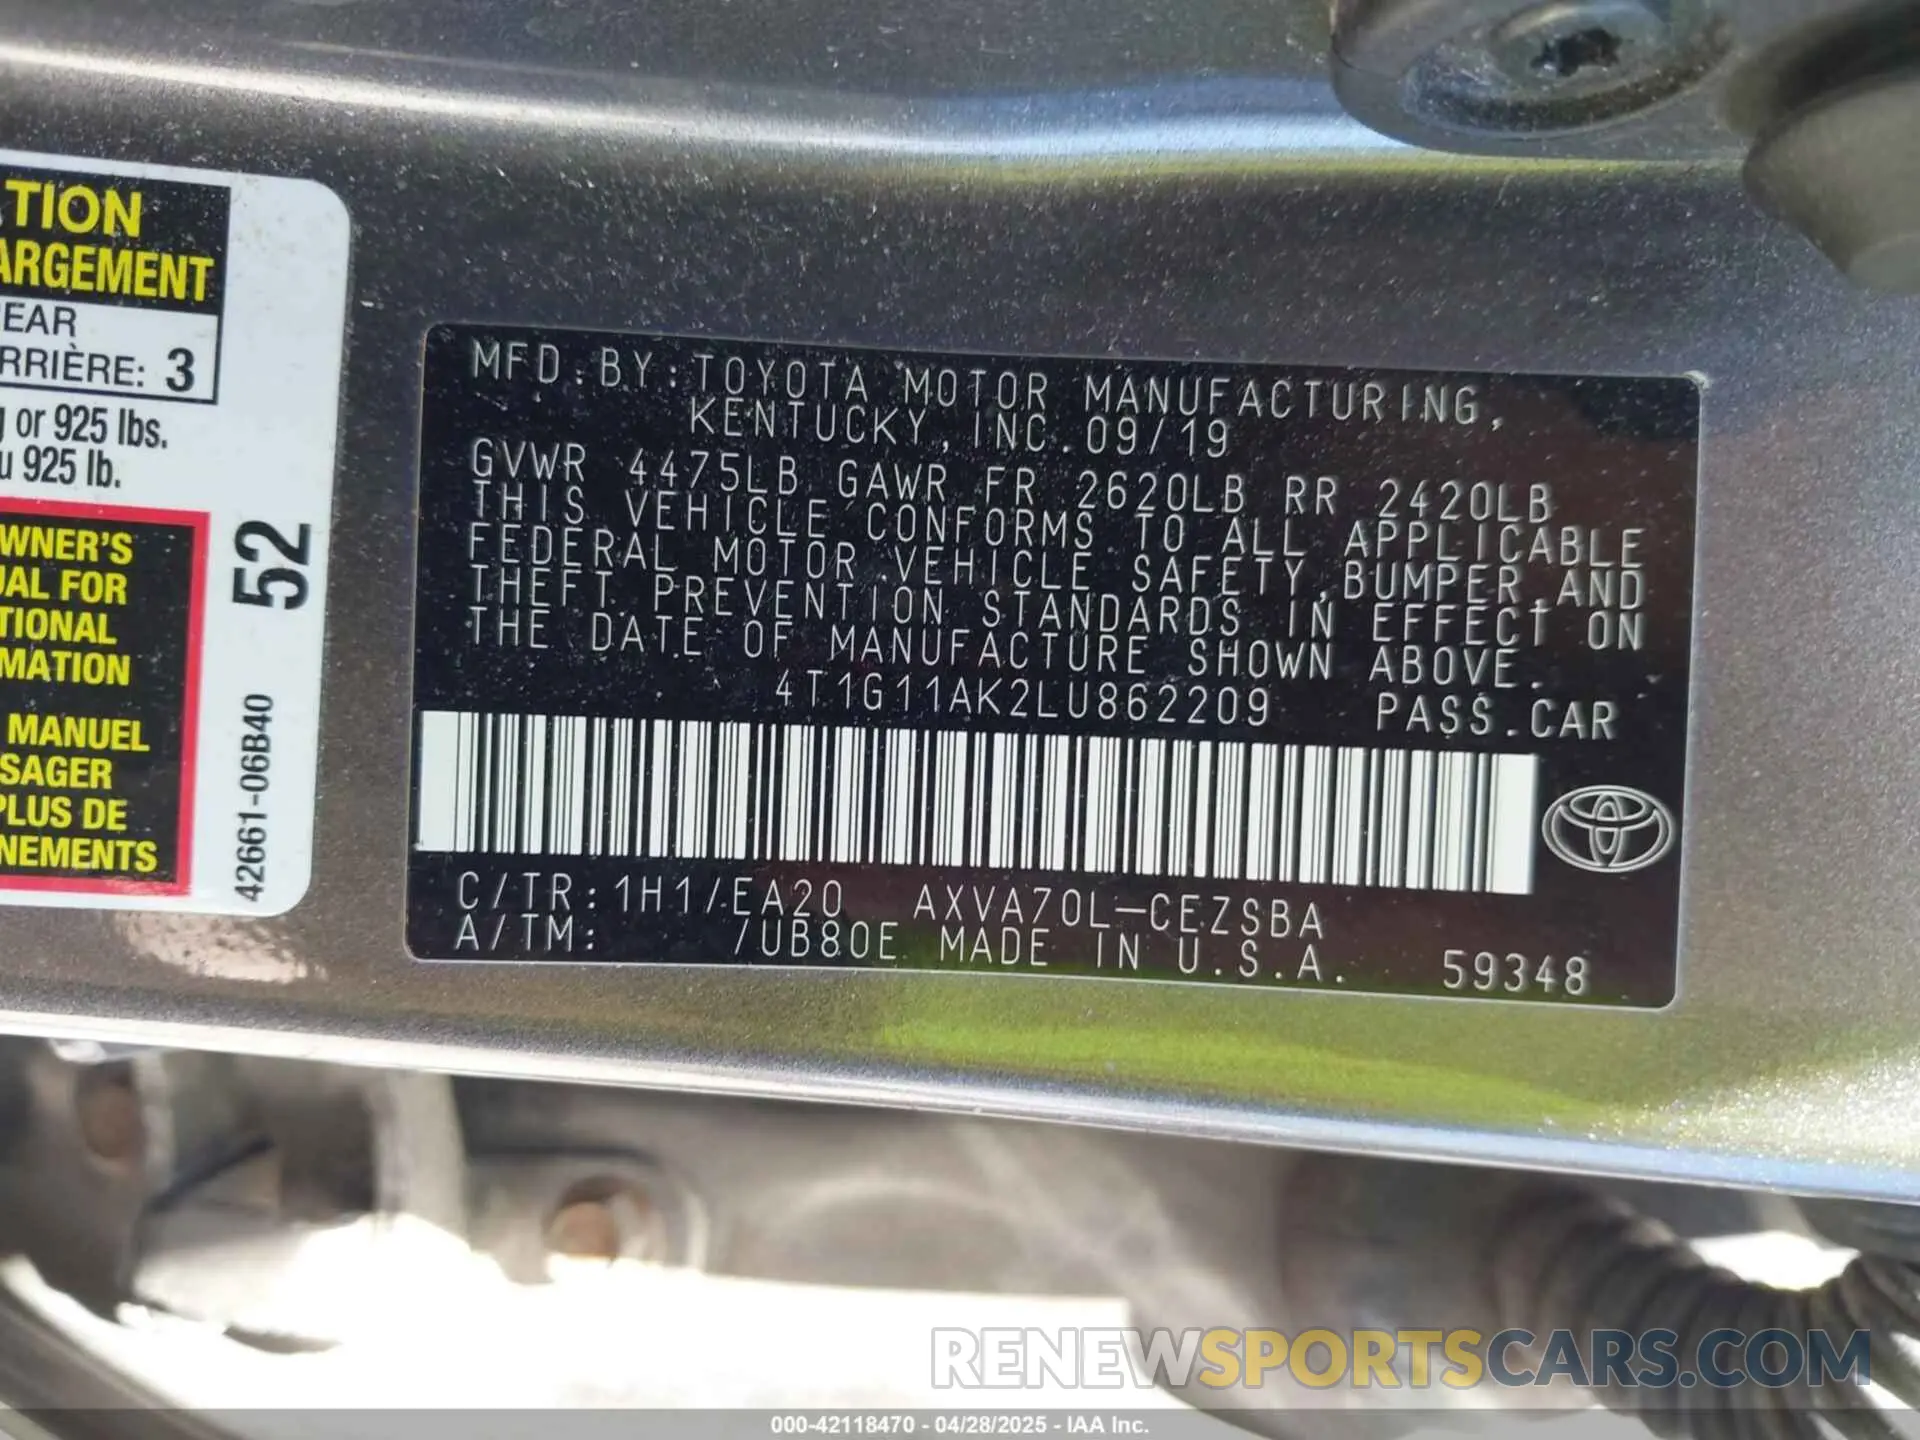 TION
ARGEMENT
EAR
RRIÈRE: 3
g or 925 lbs.
u 925 lb.
WNER'S
UAL FOR
TIONAL
MATION
MANUEL
SAGER
PLUS DE
NEMENTS
52
42661-06B40
MFD.BY:TOYOTA MOTOR MANUFACTURING,
KENTUCKY, INC.09/19
GVWR 4475LB GAWR FR 2620LB RR 2420LB
THIS VEHICLE CONFORMS TO ALL APPLICABLE
FEDERAL MOTOR VEHICLE SAFETY,BUMPER,AND
THEFT PREVENTION STANDARDS IN EFFECT ON
THE DATE OF MANUFACTURE SHOWN ABOVE.
4T1G11AK2LU862209 PASS.CAR
C/TR:1H1/EA20 AXVA70L-CEZSBA
A/TM: /UB80E MADE IN U.S.A. 59348
RENEWSPORTSCARS.COM
000-42118470 - 04/28/2025 - IAA Inc.